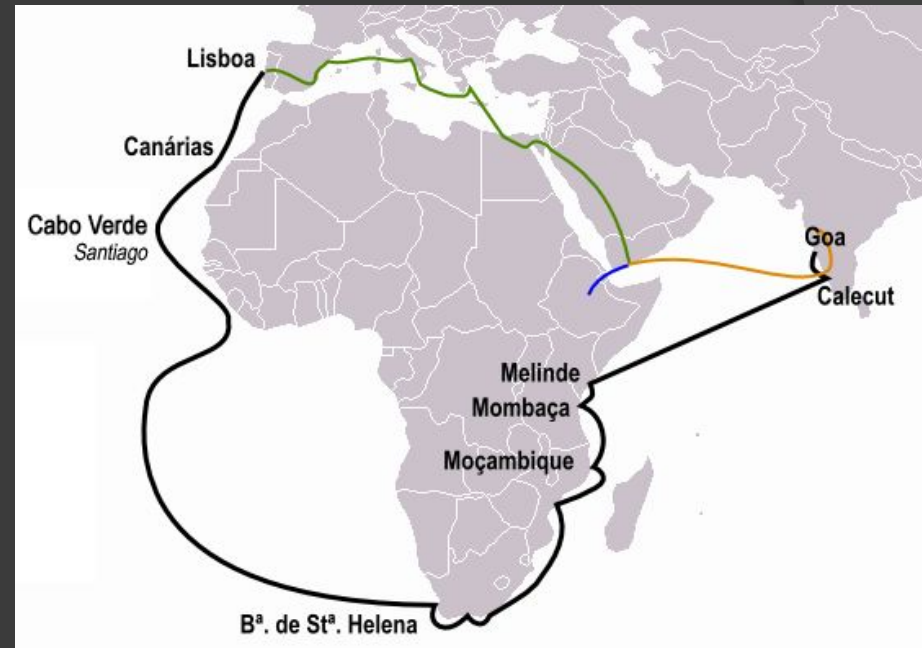 Lisboa
Canárias
Cabo Verde
Santiago
Goa
Calecut
Melinde
Mombaça
Moçambique
Bª. de Stª. Helena